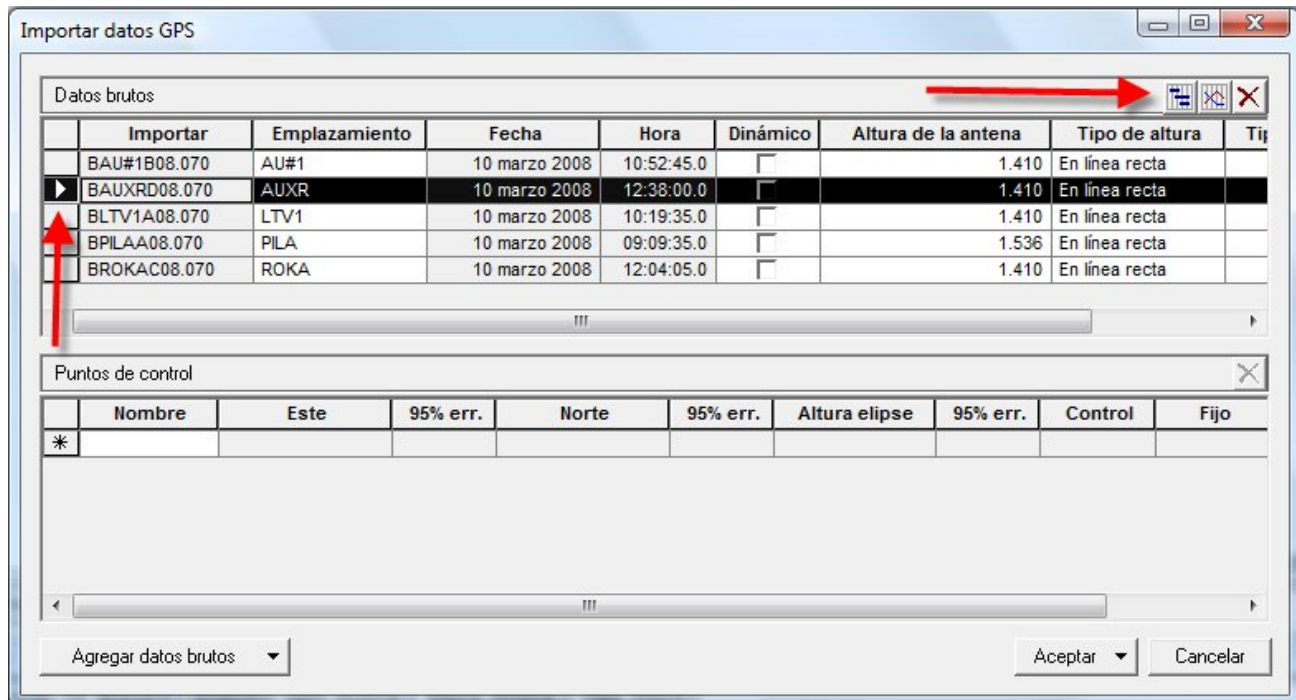 Importar datos GPS
Datos brutos
Importar Emplazamiento Fecha Hora Dinámico Altura de la antena Tipo de altura Tip
BAU#1B08.070 AU#1 10 marzo 2008 10:52:45.0 1.410 En línea recta
BAUXRD08.070 AUXR 10 marzo 2008 12:38:00.0 1.410 En línea recta
BLTV1A08.070 LTV1 10 marzo 2008 10:19:35.0 1.410 En línea recta
BPILAA08.070 PILA 10 marzo 2008 09:09:35.0 1.536 En línea recta
BROKAC08.070 ROKA 10 marzo 2008 12:04:05.0 1.410 En línea recta
Puntos de control
Nombre Este 95% err. Norte 95% err. Altura elipse 95% err. Control Fijo
Agregar datos brutos Aceptar Cancelar